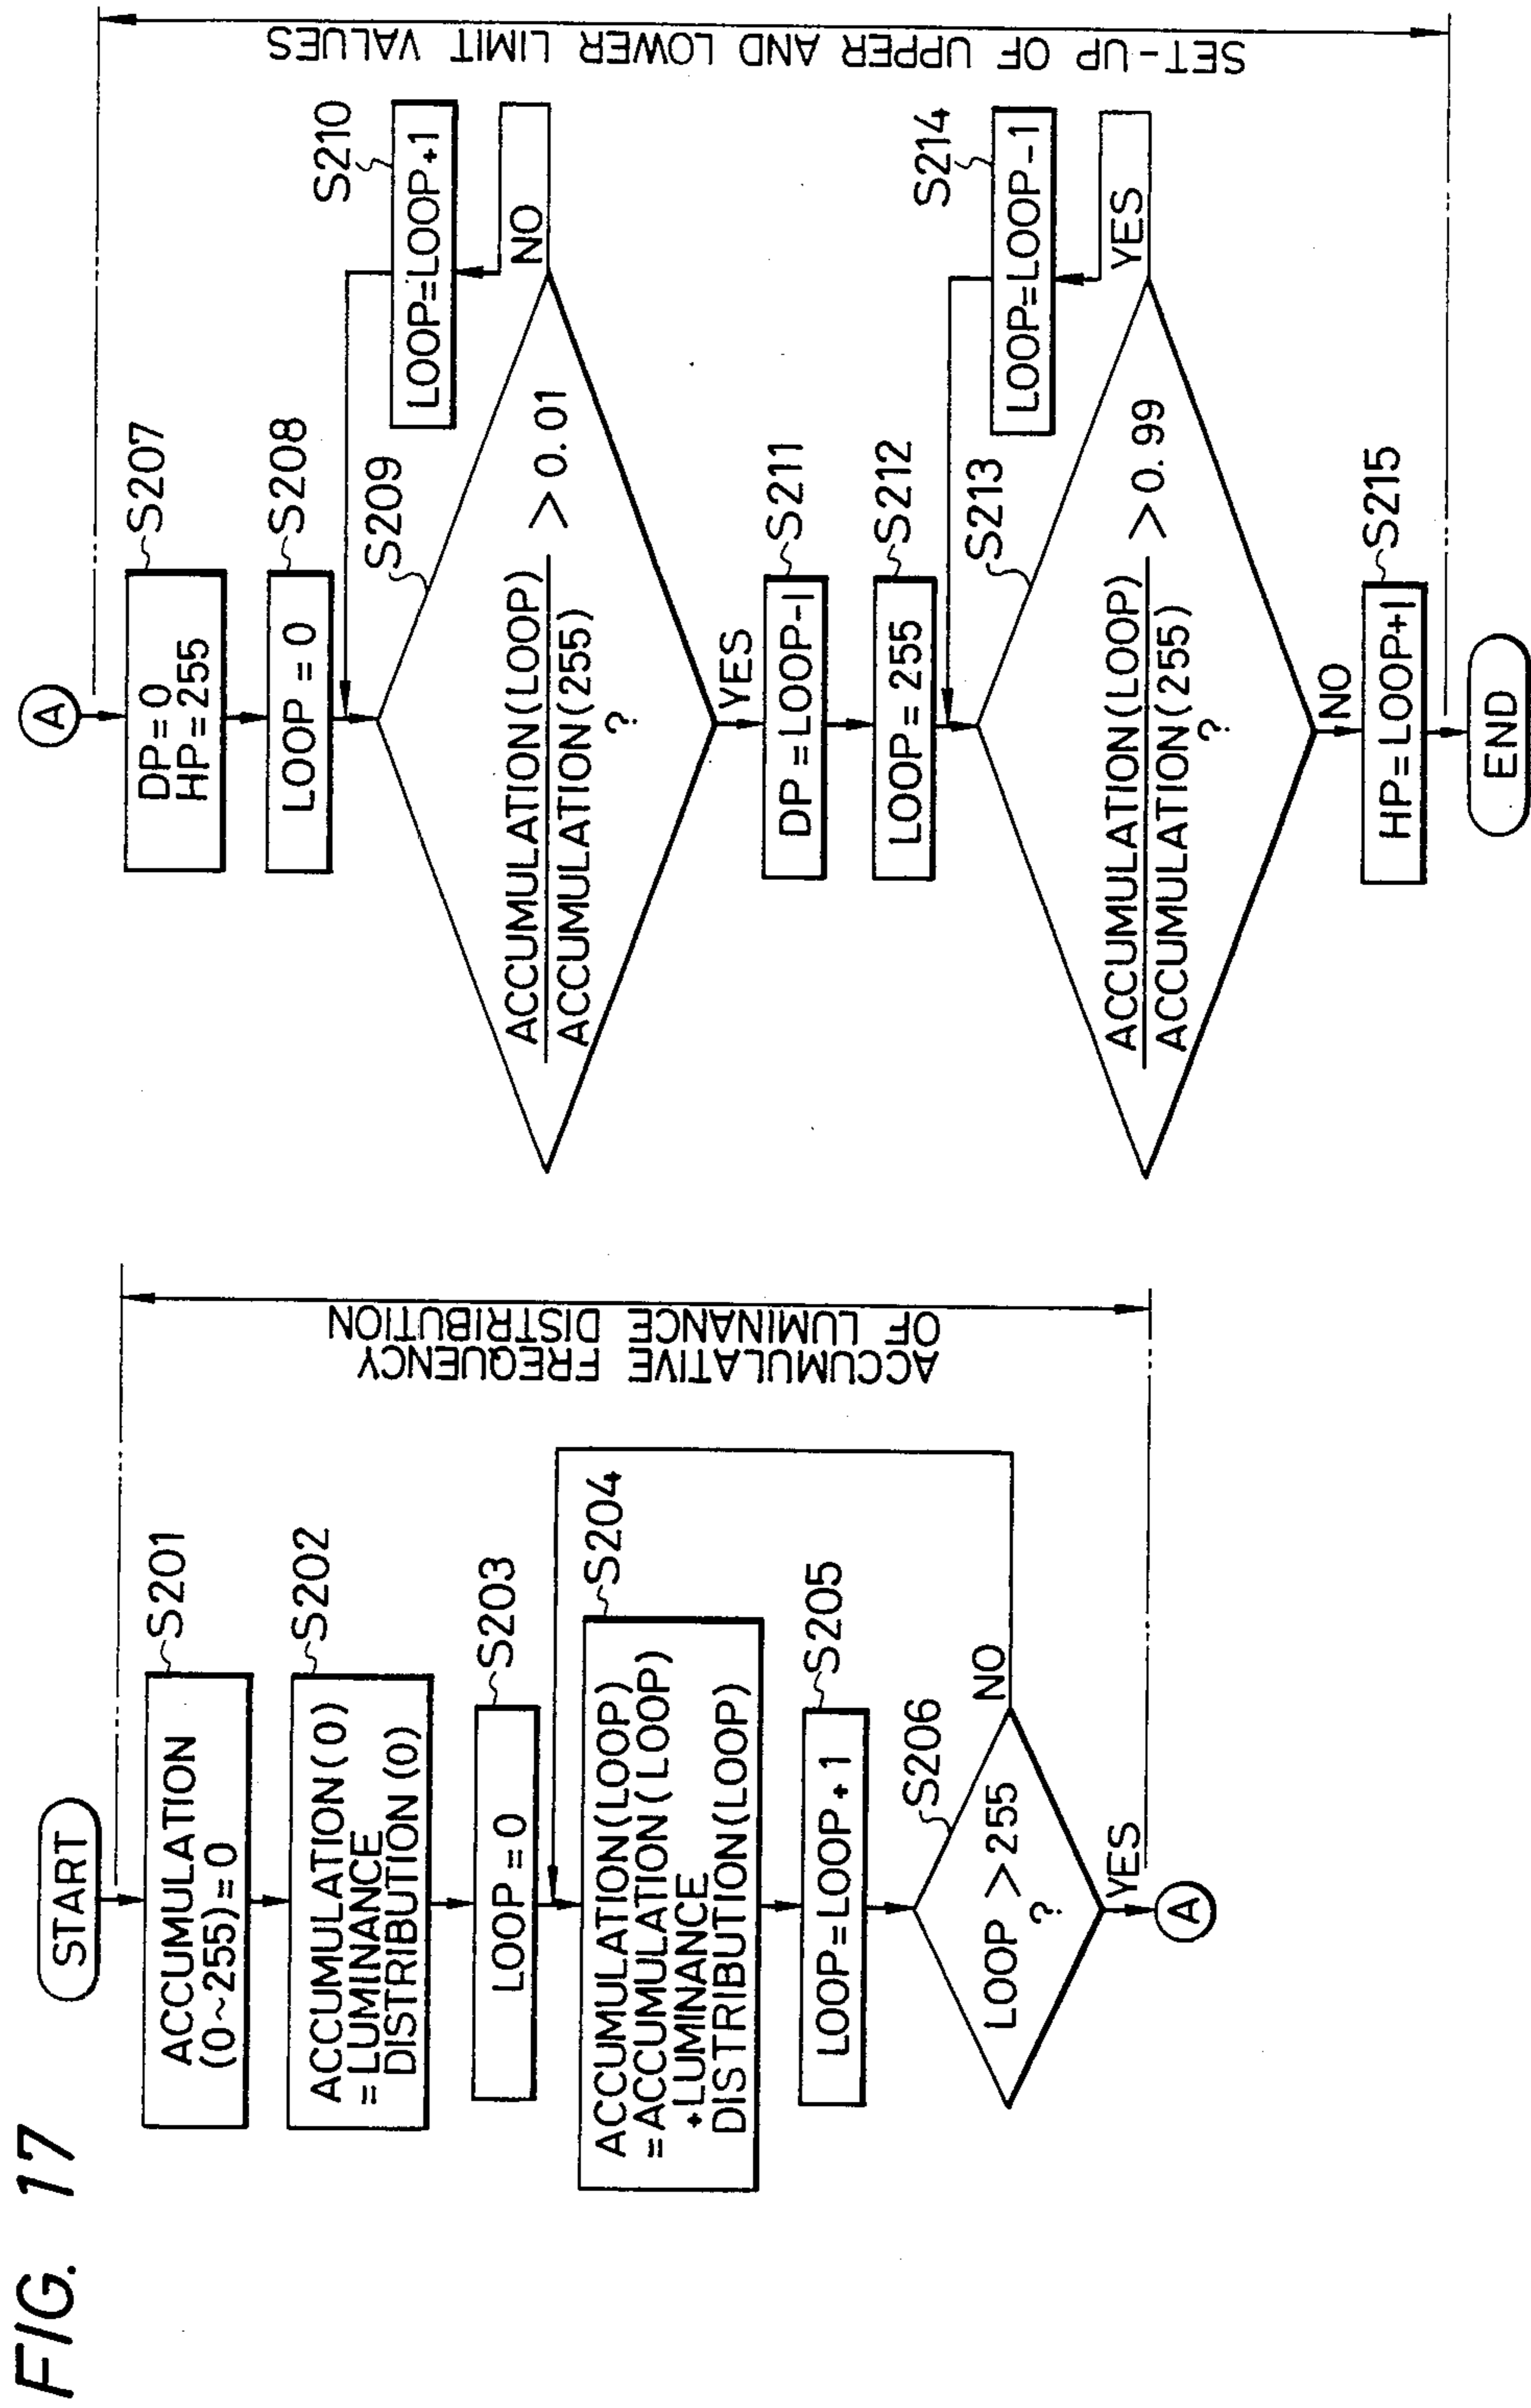 FIG. 17
START
ACCUMULATION
(0~255)=0
S201
ACCUMULATION(0)
=LUMINANCE
DISTRIBUTION(0)
S202
LOOP=0
S203
ACCUMULATION(LOOP)
=ACCUMULATION(LOOP)
+LUMINANCE
DISTRIBUTION(LOOP)
S204
LOOP=LOOP+1
S205
LOOP>255
?
S206
NO
YES
A
ACCUMULATIVE FREQUENCY
OF LUMINANCE DISTRIBUTION
A
DP=0
HP=255
S207
LOOP=0
S208
ACCUMULATION(LOOP)
ACCUMULATION(255)
>0.01
?
S209
NO
LOOP=LOOP+1
S210
YES
DP=LOOP-1
S211
LOOP=255
S212
ACCUMULATION(LOOP)
ACCUMULATION(255)
>0.99
?
S213
YES
LOOP=LOOP-1
S214
NO
HP=LOOP+1
S215
END
SET-UP OF UPPER AND LOWER LIMIT VALUES